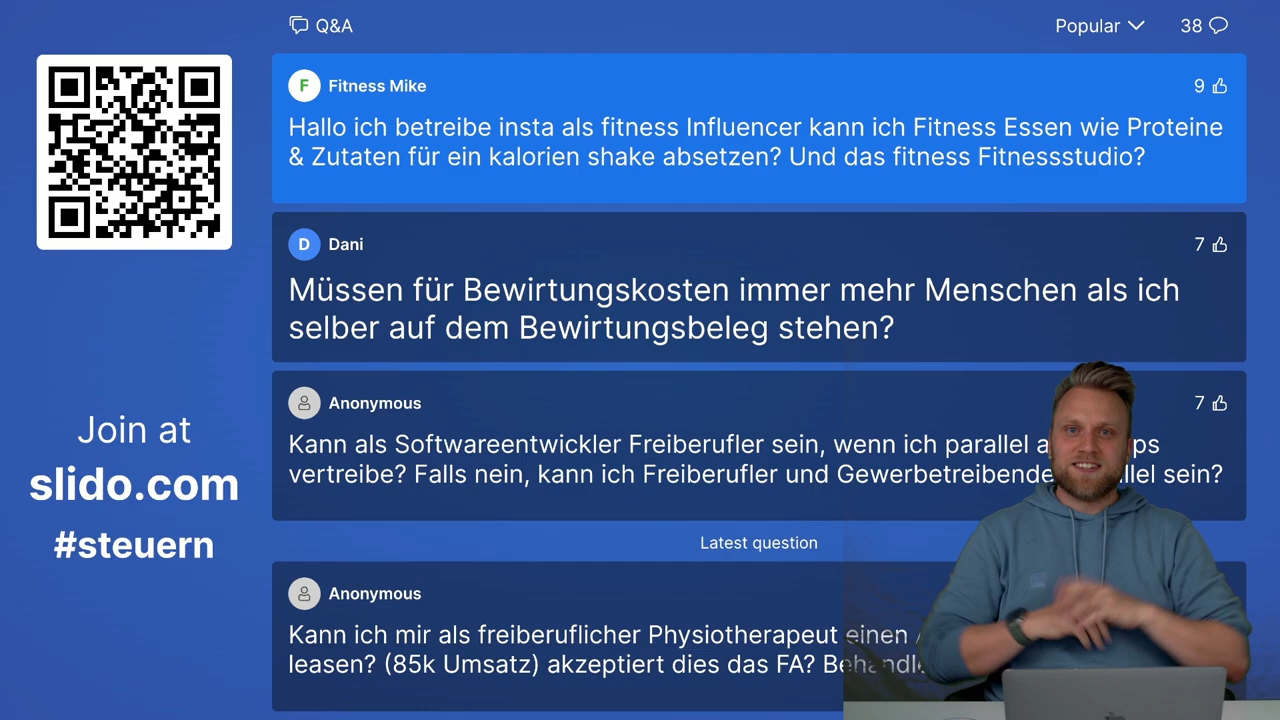 Q&A
Popular
38
F
Fitness Mike
9
Hallo ich betreibe insta als fitness Influencer kann ich Fitness Essen wie Proteine
& Zutaten für ein kalorien shake absetzen? Und das fitness Fitnessstudio?
D
Dani
7
Müssen für Bewirtungskosten immer mehr Menschen als ich
selber auf dem Bewirtungsbeleg stehen?
Anonymous
7
Kann als Softwareentwickler Freiberufler sein, wenn ich parallel
vertreibe? Falls nein, kann ich Freiberufler und Gewerbetreibende sein?
Join at
slido.com
#steuern
Latest question
Anonymous
Kann ich mir als freiberuflicher Physiotherapeut einen
leasen? (85k Umsatz) akzeptiert dies das FA?